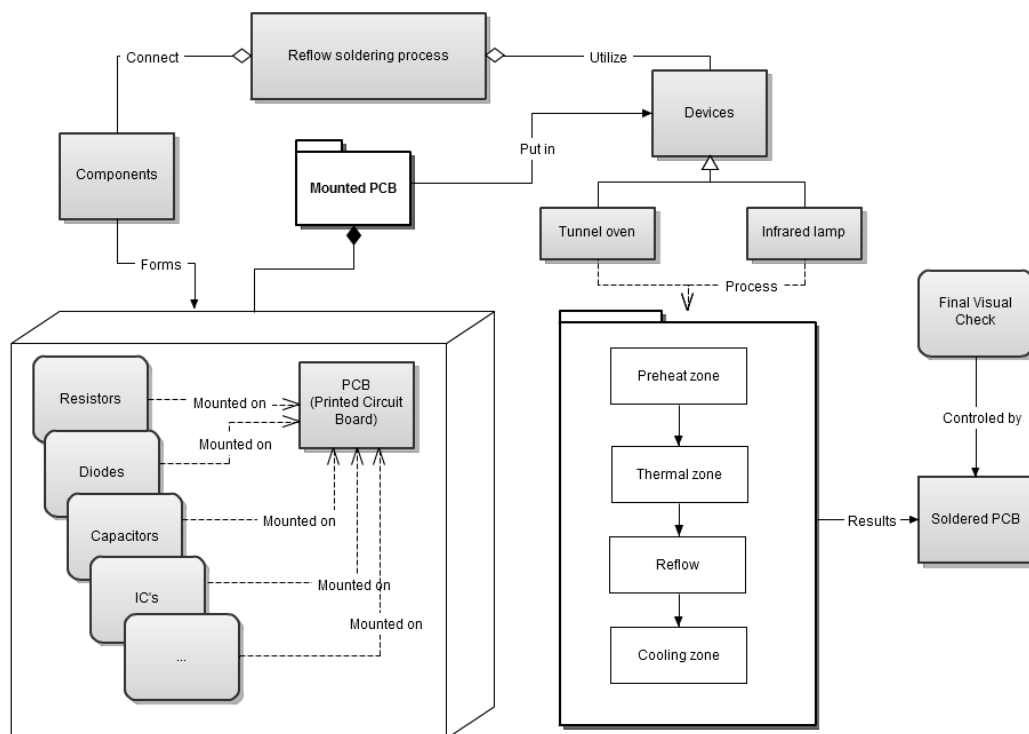 Reflow soldering process
Connect
Utilize
Devices
Components
Mounted PCB
Put in
Tunnel oven
Infrared lamp
Forms
Process
Final Visual
Check
Resistors
Mounted on
PCB
(Printed Circuit
Board)
Preheat zone
Controled by
Diodes
Mounted on
Thermal zone
Capacitors
Mounted on
Results
Soldered PCB
Reflow
IC's
Mounted on
Mounted on
...
Cooling zone